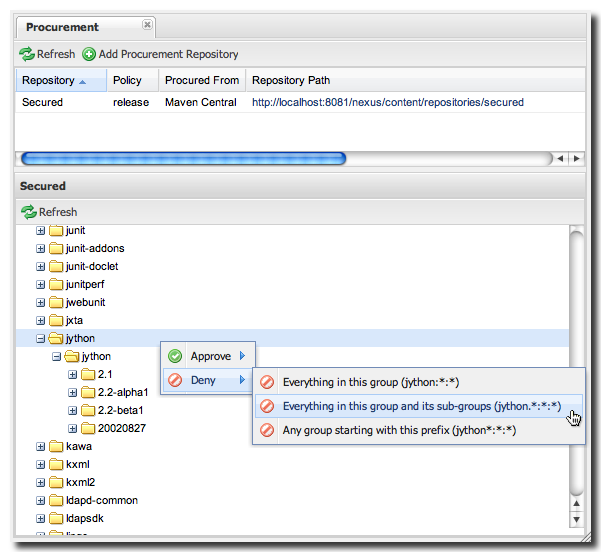 Procurement
Refresh Add Procurement Repository
Repository Policy Procured From Repository Path
Secured release Maven Central http://localhost:8081/nexus/content/repositories/secured
Secured
Refresh
junit
junit-addons
junit-doclet
junitperf
jwebunit
jxta
jython
jython
Approve
2.1
Deny
Everything in this group (jython:*:*)
2.2-alpha1
Everything in this group and its sub-groups (jython.*:*:*)
2.2-beta1
20020827
Any group starting with this prefix (jython*:*:*)
kawa
kxml
kxml2
ldapd-common
ldapsdk